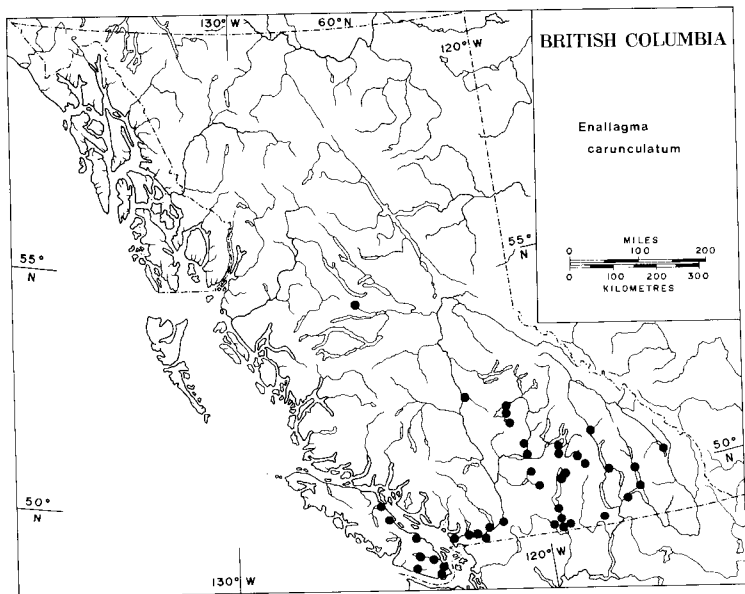 130° W
60° N
120° W
BRITISH COLUMBIA
Enallagma
carunculatum
MILES
0 100 200
0 100 200 300
KILOMETRES
55°
N
55°
N
50°
N
50°
N
130° W
120° W